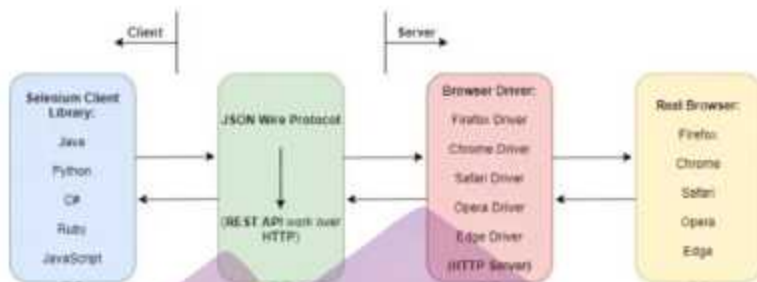 Client
Server
Selenium Client
Library:
Java
Python
C#
Ruby
JavaScript
JSON Wire Protocol
(REST API work over
HTTP)
Browser Driver:
Firefox Driver
Chrome Driver
Safari Driver
Opera Driver
Edge Driver
(HTTP Server)
Real Browser:
Firefox
Chrome
Safari
Opera
Edge